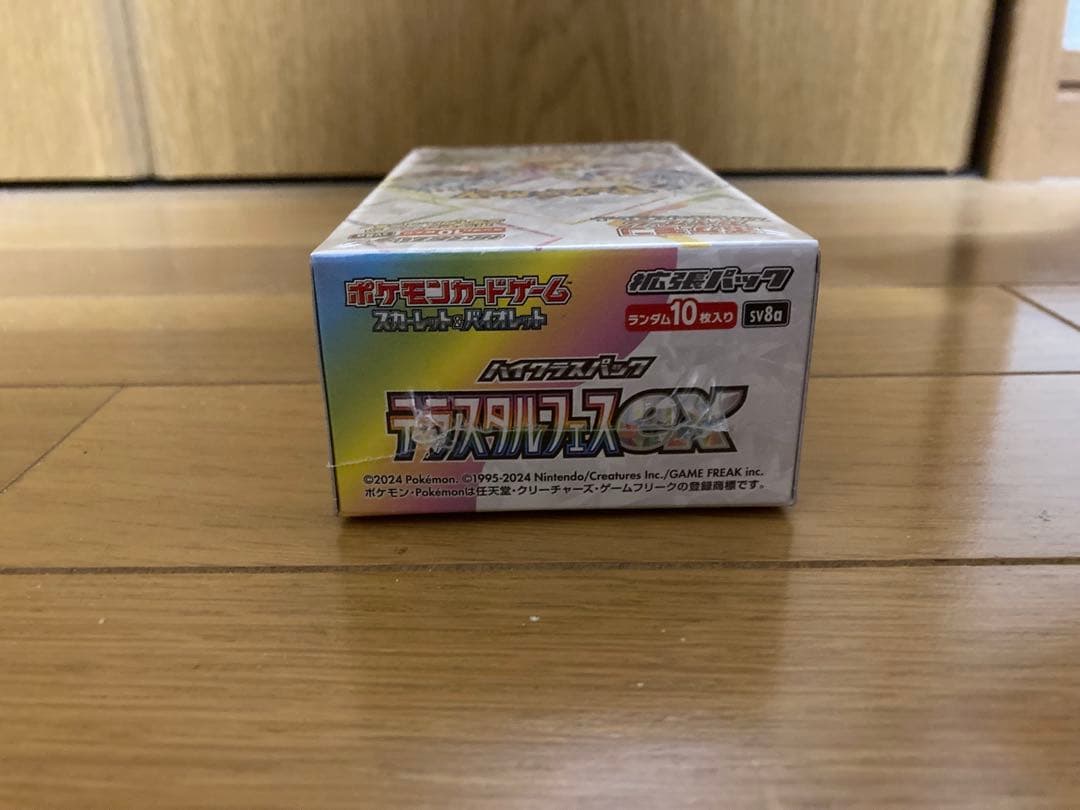 ポケモンカードゲーム
スカーレット&バイオレット
拡張パック
ランダム10枚入り SV8a
ハイクラスパック
テラスタルフェスex
©2024 Pokémon. ©1995-2024 Nintendo/Creatures Inc./GAME FREAK inc.
ポケモン・Pokémonは任天堂・クリーチャーズ・ゲームフリークの登録商標です。